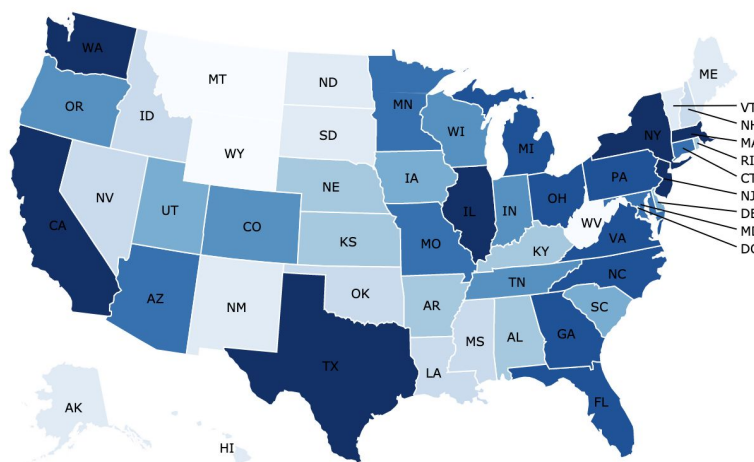 WA
MT
ND
ME
OR
ID
MN
VT
SD
WI
NH
WY
MI
NY
MA
RI
NV
NE
IA
PA
CT
UT
IL
IN
OH
NJ
CA
CO
KS
MO
WV
VA
DE
KY
MD
NC
DC
AZ
NM
OK
TN
AR
SC
MS
AL
GA
TX
LA
FL
AK
HI